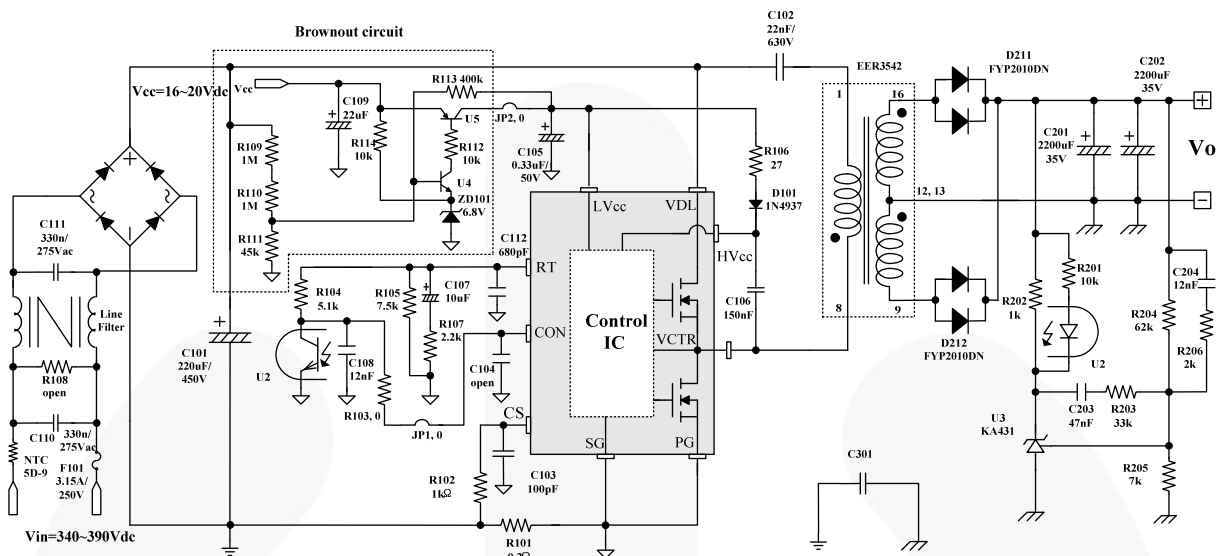 Brownout circuit
C102
22nF/
630V
EER3542
D211
FYP2010DN
C202
2200uF
35V
Vcc=16~20Vdc
Vcc
R113 400k
C109
22uF
U5
JP2, 0
R114
10k
R112
10k
C105
0.33uF/
50V
R106
27
1
16
C201
2200uF
35V
Vo
R109
1M
R110
1M
R111
45k
U4
ZD101
6.8V
D101
1N4937
12, 13
LVcc
VDL
HVcc
C111
330n/
275Vac
C112
680pF
RT
R104
5.1k
R105
7.5k
C107
10uF
C106
150nF
R201
10k
R202
1k
C204
12nF
Line
Filter
R107
2.2k
CON
Control
IC
VCTR
8
9
R204
62k
C101
220uF/
450V
U2
C108
12nF
C104
open
D212
FYP2010DN
U2
R206
2k
R108
open
R103, 0
JP1, 0
CS
C203
47nF
R203
33k
U3
KA431
C110
330n/
275Vac
NTC
5D-9
F101
3.15A/
250V
SG
PG
R102
1kΩ
C103
100pF
C301
R205
7k
Vin=340~390Vdc
R101
0.2Ω